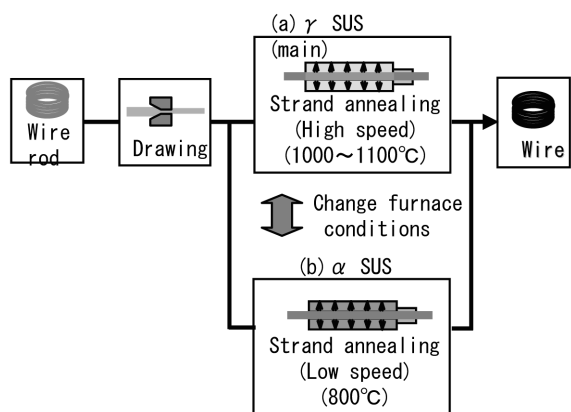 (a) γ SUS
(main)
Strand annealing
(High speed)
(1000～1100℃)
Wire
rod
Drawing
Wire
Change furnace
conditions
(b) α SUS
Strand annealing
(Low speed)
(800℃)